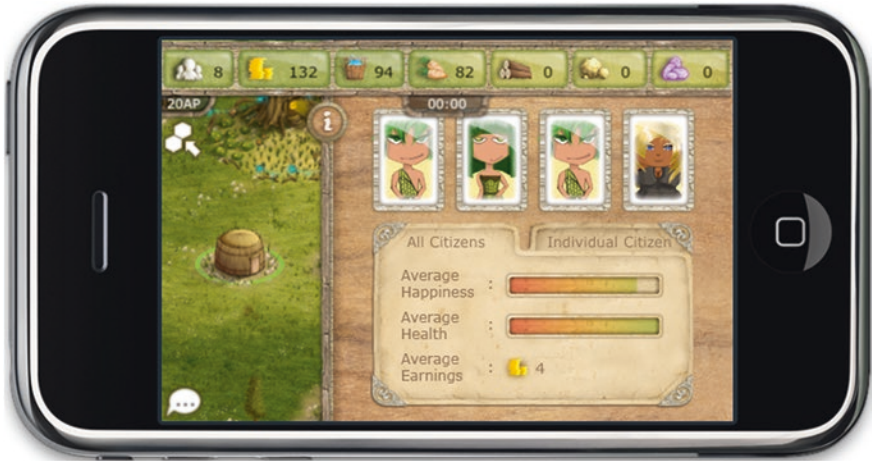 8 132 94 82 0 0 0
20AP 00:00
i
All Citizens Individual Citizen
Average
Happiness :
Average
Health :
Average
Earnings : 4